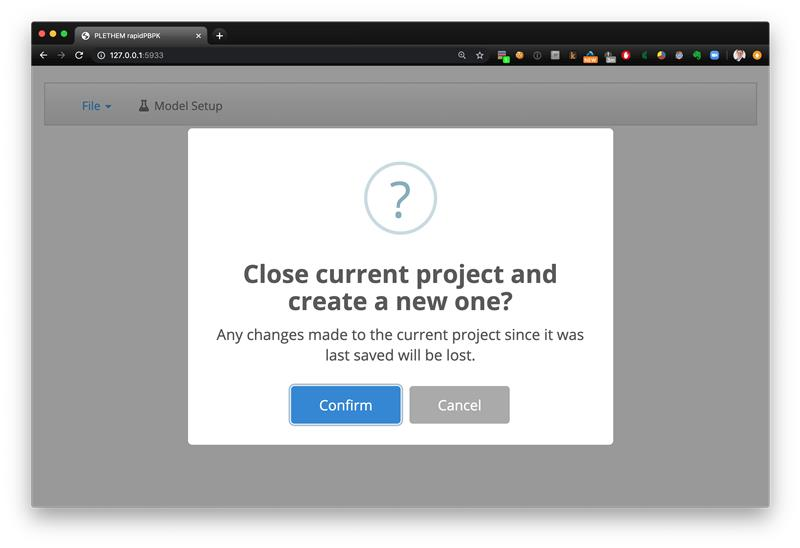 PLETHEM rapidPBPK
127.0.0.1:5933
NEW
File
Model Setup
?
Close current project and
create a new one?
Any changes made to the current project since it was
last saved will be lost.
Confirm
Cancel